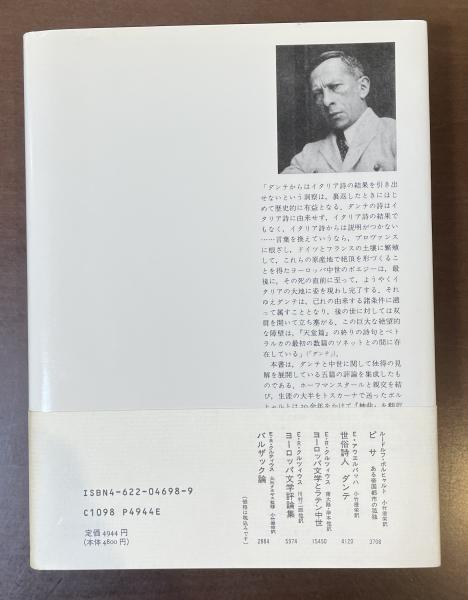 「ダンテからはイタリア詩の結果を引き出
せないという洞察は、裏返したときにはじ
めて歴史的に有益となる。ダンテの詩はイ
タリア詩に由来せず、イタリア詩の結果で
もなく、イタリア詩からは説明がつかない
……言葉を換えていうなら、プロヴァンス
に根ざし、ドイツとフランスの土壌に繁殖
して、これらの原産地で絶頂を形づくるこ
とを得たヨーロッパ中世のポエジーは、最
後に、その死の直前に至って、ようやくイ
タリアの大地に姿を現わし完了する。それ
ゆえダンテは、己れの由来する諸条件に遡
って属すこととなり、後の世に対しては双
肩を開いて立ち塞がる。この巨大な絶望的
な障壁は、『天堂篇』の終りの詩句とペト
ラルカの最初の数篇のソネットとの間に存
在している」(「ダンテ」)。
本書は、ダンテと中世に関して独得の見
解を展開している五篇の評論を集成したも
のである。ホーフマンスタールと親交を結
び、生涯の大半をトスカーナで送ったボル
ルードルフ・ボルヒャルト 小竹澄栄訳
ピサ ある帝国都市の孤独 3708
E・アウエルバッハ 小竹澄栄訳
世俗詩人 ダンテ 4120
E・R・クルツィウス 南大路・岸本他訳
ヨーロッパ文学とラテン中世 15450
E・R・クルツィウス 川村二郎他訳
ヨーロッパ文学評論集 5974
E・R・クルティウス 小竹澄栄訳
バルザック論 2884
(価格は税込みです)
ISBN4-622-04698-9
C1098 P4944E
定価 4944円
(本体 4800円)